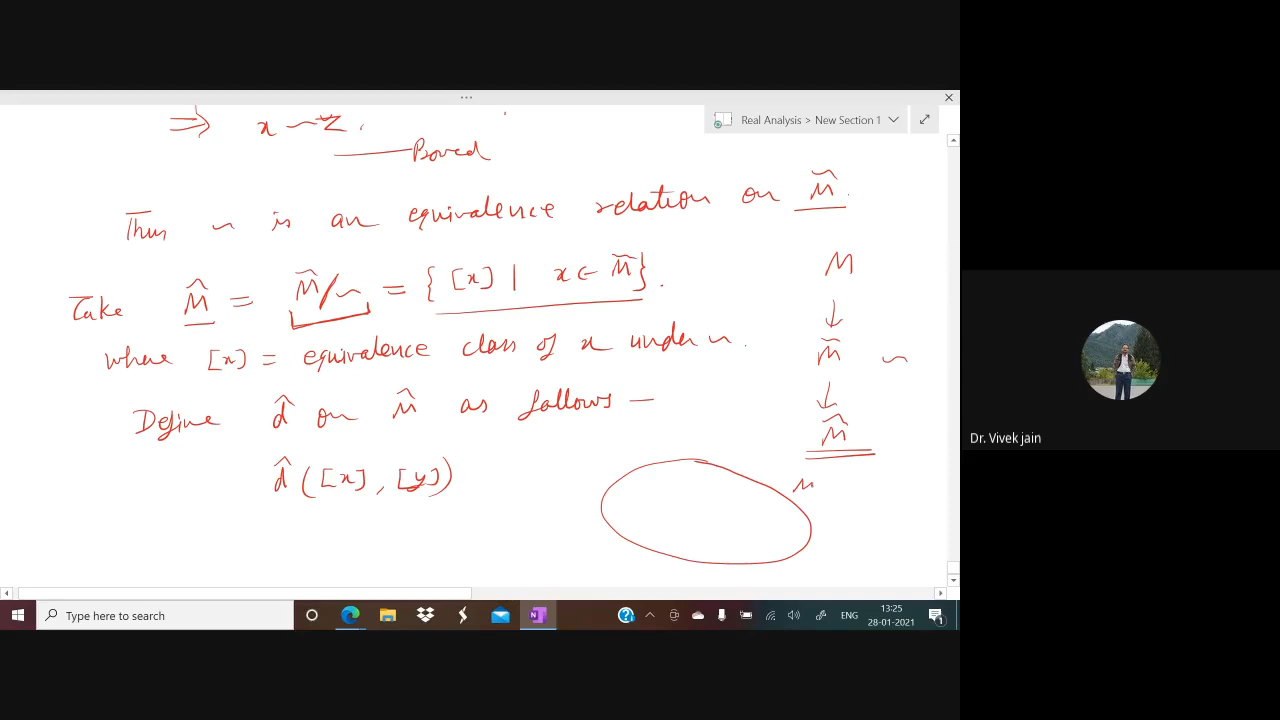 Real Analysis > New Section 1
⇒ x ~ z.
Proved
Thus ~ is an equivalence relation on M̃.
Take M̂ = M̃/~ = { [x] | x ∈ M̃ }.
where [x] = equivalence class of x under ~.
Define d̂ on M̂ as follows —
d̂ ([x], [y])
M
↓
M̃ ~
↓
M̂
M
Dr. Vivek jain
Type here to search
ENG
13:25
28-01-2021
1